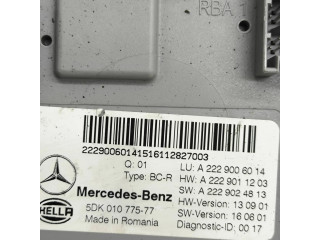 RBA
22290060141516112827003
Q: 01
Type: BC-R
LU: A 222 900 60 14
HW: A 222 901 12 03
SW: A 222 902 48 13
HW-Version: 13 09 01
SW-Version: 16 06 01
Diagnostic-ID: 00 17
Mercedes-Benz
5DK 010 775-77
Made in Romania
HELLA